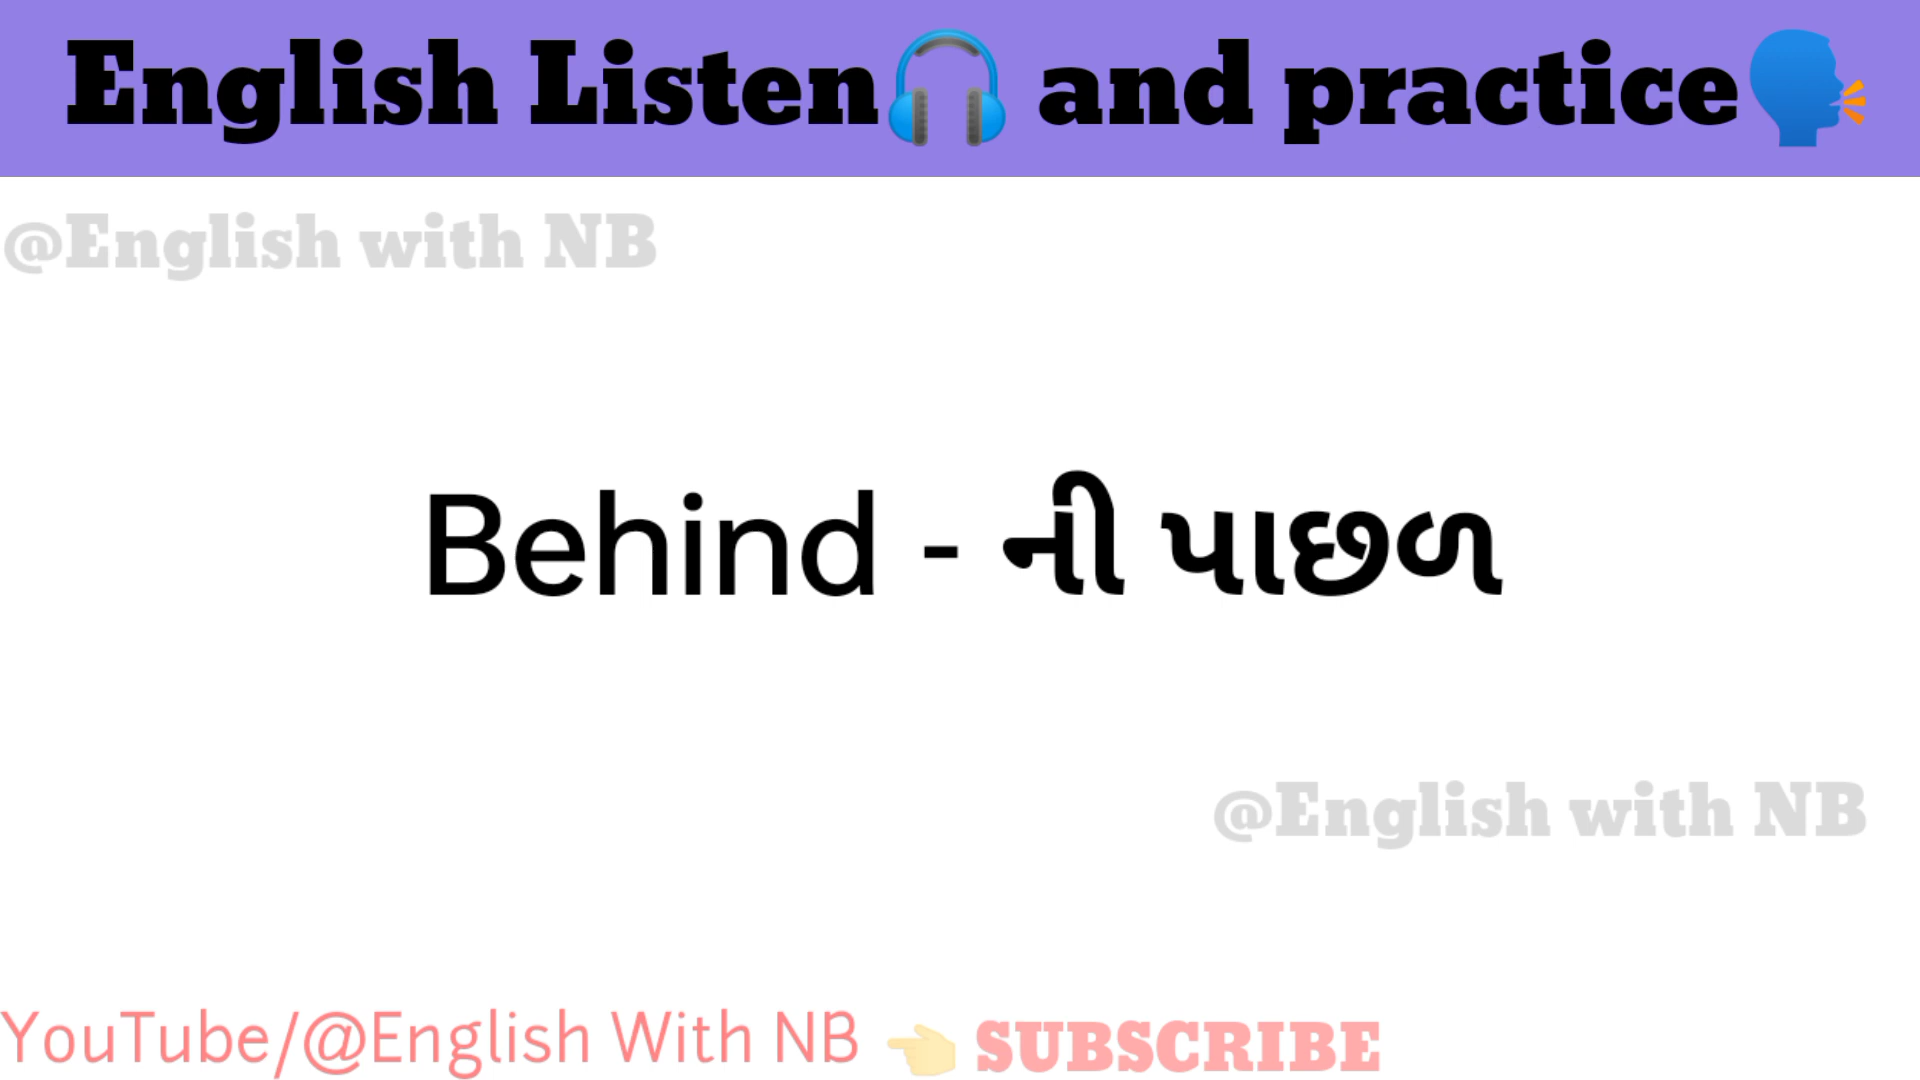 English Listen🎧 and practice🗣
@English with NB
Behind - ની પાછળ
@English with NB
YouTube/@English With NB 👈 SUBSCRIBE